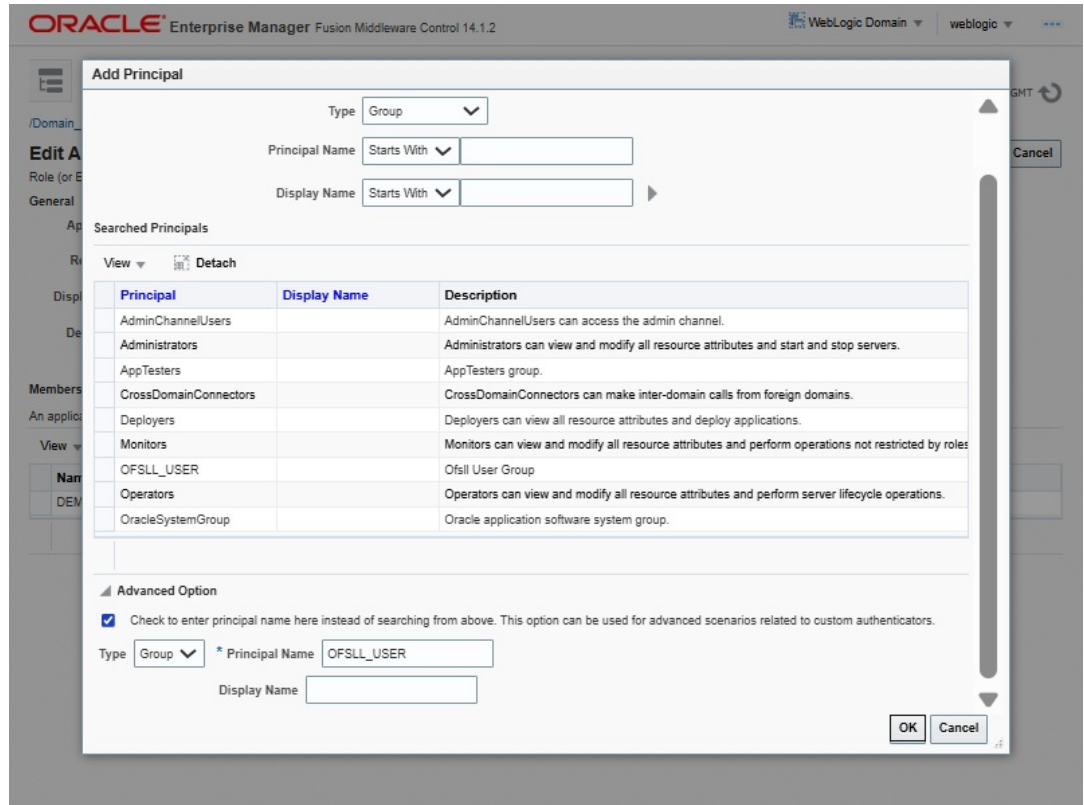 ORACLE Enterprise Manager Fusion Middleware Control 14.1.2
WebLogic Domain
weblogic
Add Principal
GMT
/Domain_
Edit A
Cancel
Role (or E
General
Type Group
Principal Name Starts With
Display Name Starts With
Searched Principals
View Detach
Displ
Principal Display Name Description
AdminChannelUsers AdminChannelUsers can access the admin channel.
Administrators Administrators can view and modify all resource attributes and start and stop servers.
AppTesters AppTesters group.
CrossDomainConnectors CrossDomainConnectors can make inter-domain calls from foreign domains.
Deployers Deployers can view all resource attributes and deploy applications.
Monitors Monitors can view and modify all resource attributes and perform operations not restricted by roles
OFSLL_USER Ofsll User Group
Operators Operators can view and modify all resource attributes and perform server lifecycle operations.
OracleSystemGroup Oracle application software system group.
Ap
Re
De
Members
An applica
View
Nam
DEM
Advanced Option
Check to enter principal name here instead of searching from above. This option can be used for advanced scenarios related to custom authenticators.
Type Group * Principal Name OFSLL_USER
Display Name
OK Cancel